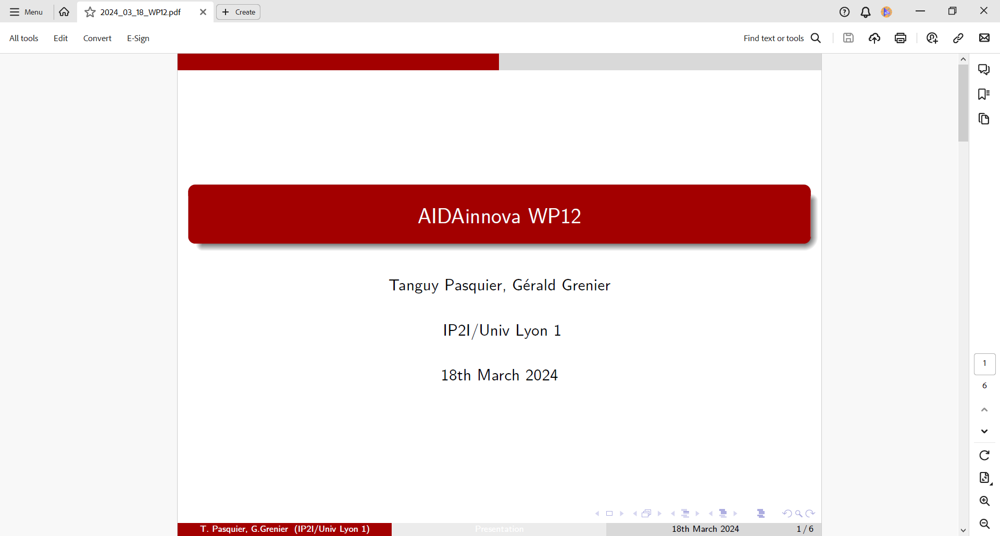 Menu
2024_03_18_WP12.pdf
Create
All tools
Edit
Convert
E-Sign
Find text or tools
AIDAinnova WP12
Tanguy Pasquier, Gérald Grenier
IP2I/Univ Lyon 1
18th March 2024
1
6
T. Pasquier, G.Grenier (IP2I/Univ Lyon 1)
Presentation
18th March 2024
1 / 6